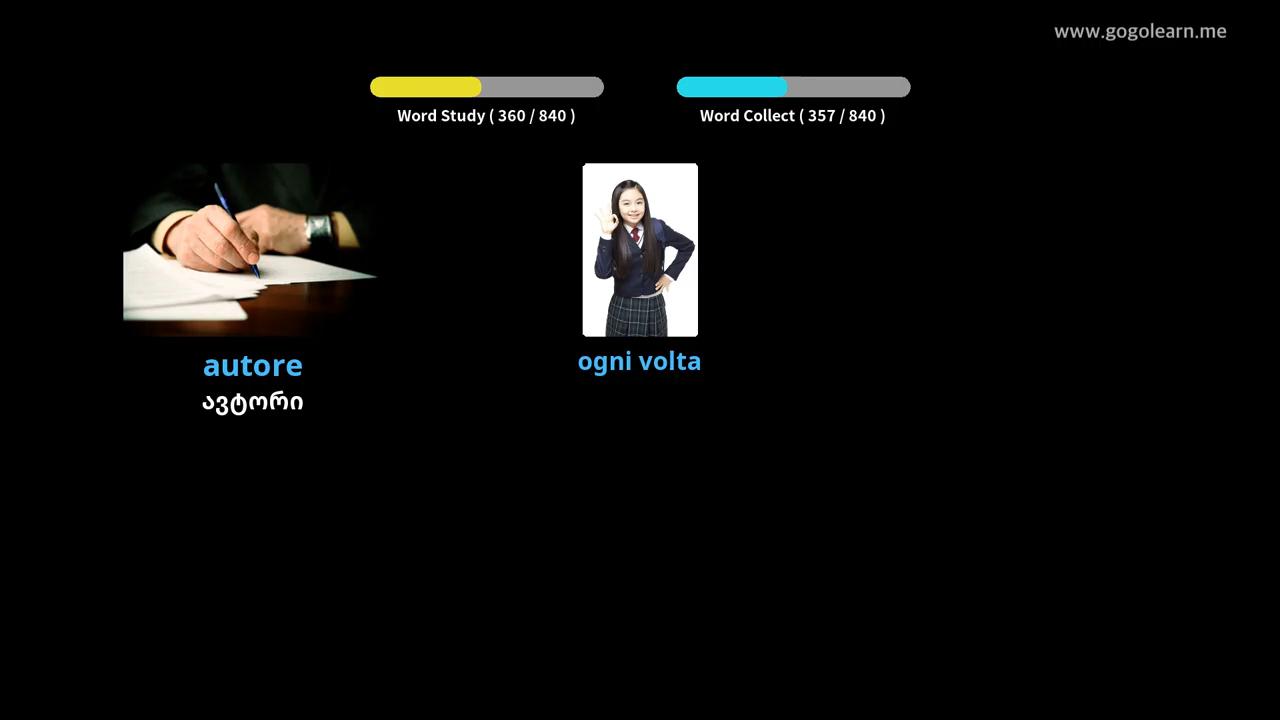 www.gogolearn.me
Word Study ( 360 / 840 )
Word Collect ( 357 / 840 )
autore
ავტორი
ogni volta